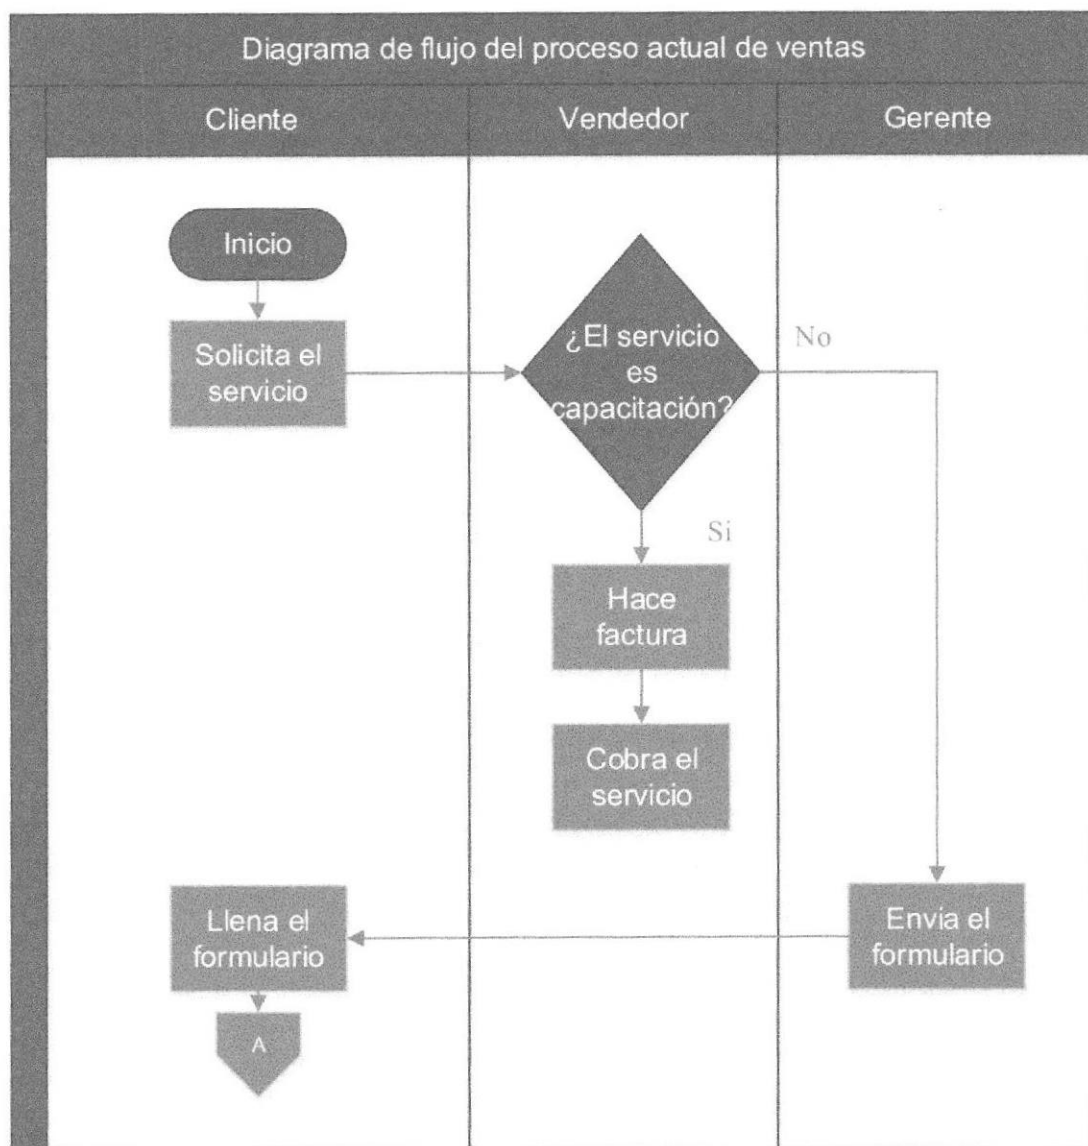 Diagrama de flujo del proceso actual de ventas
Cliente
Vendedor
Gerente
Inicio
Solicita el
servicio
¿El servicio
es
capacitación?
No
Si
Hace
factura
Cobra el
servicio
Llena el
formulario
Envia el
formulario
A